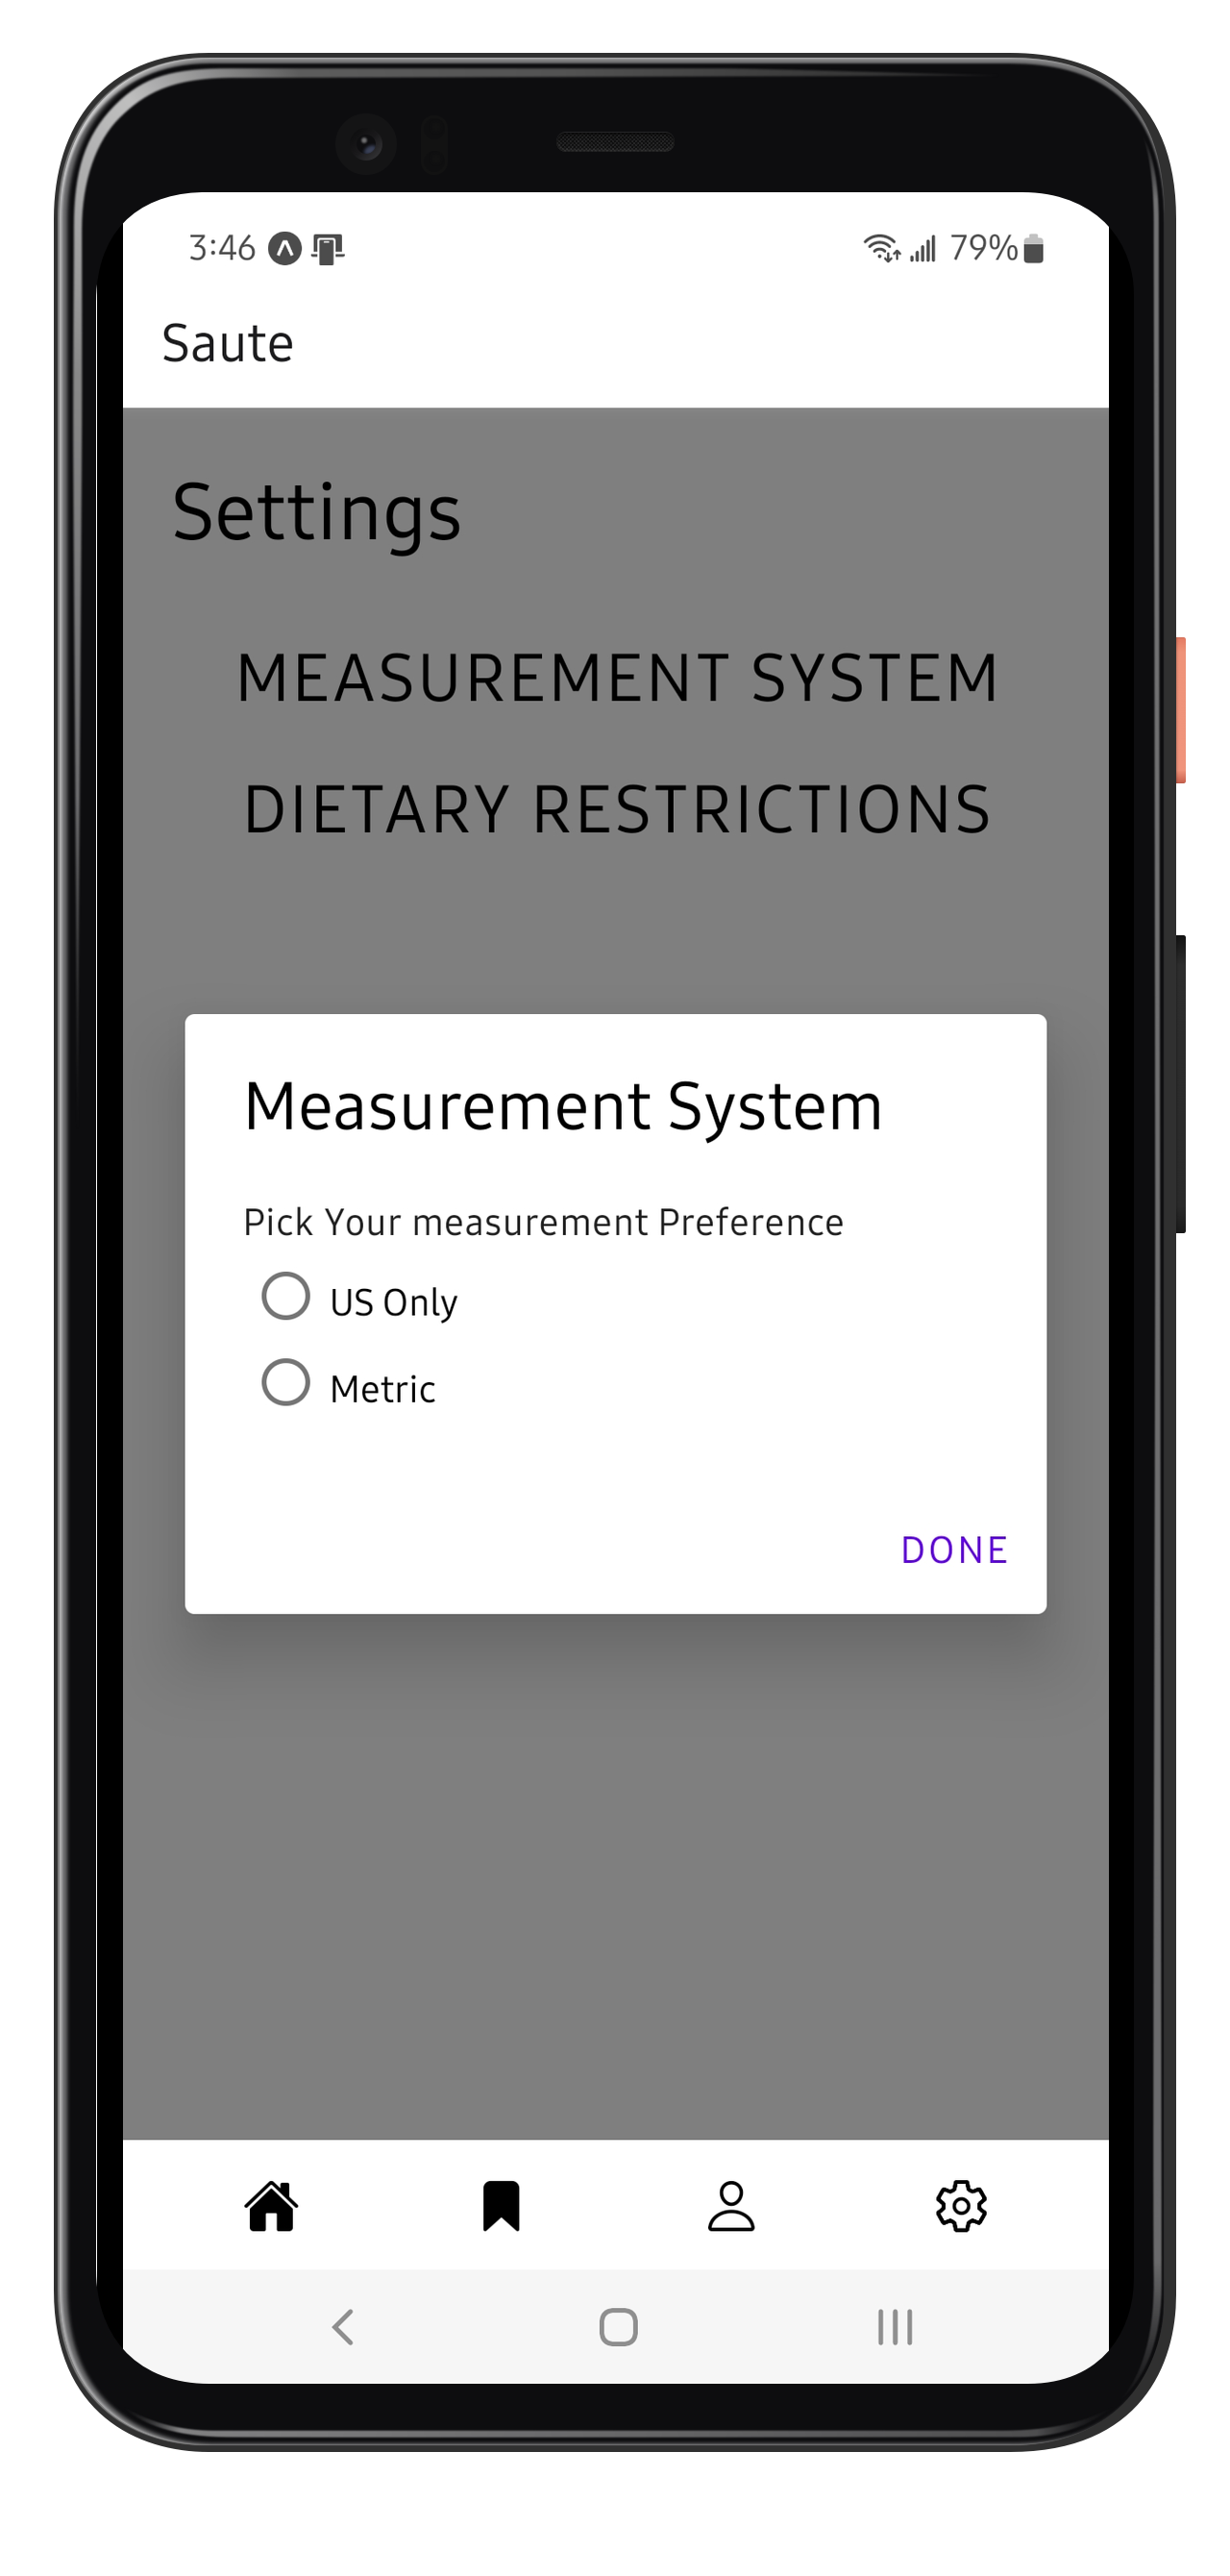 3:46 79%
Saute
Settings
MEASUREMENT SYSTEM
DIETARY RESTRICTIONS
Measurement System
Pick Your measurement Preference
US Only
Metric
DONE